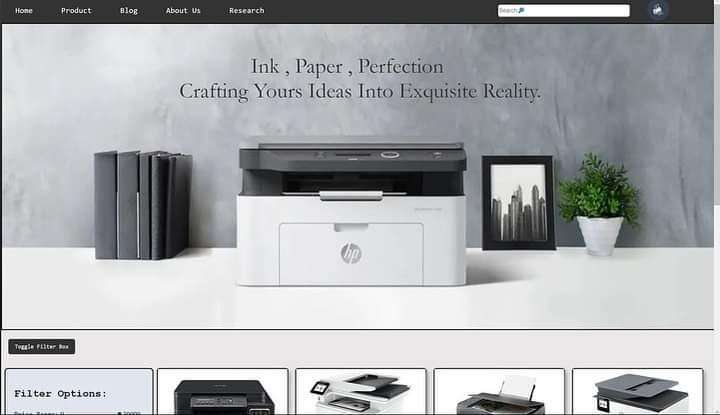 Home Product Blog About Us Research Search
Ink , Paper , Perfection
Crafting Yours Ideas Into Exquisite Reality.
hp
Toggle Filter Box
Filter Options: